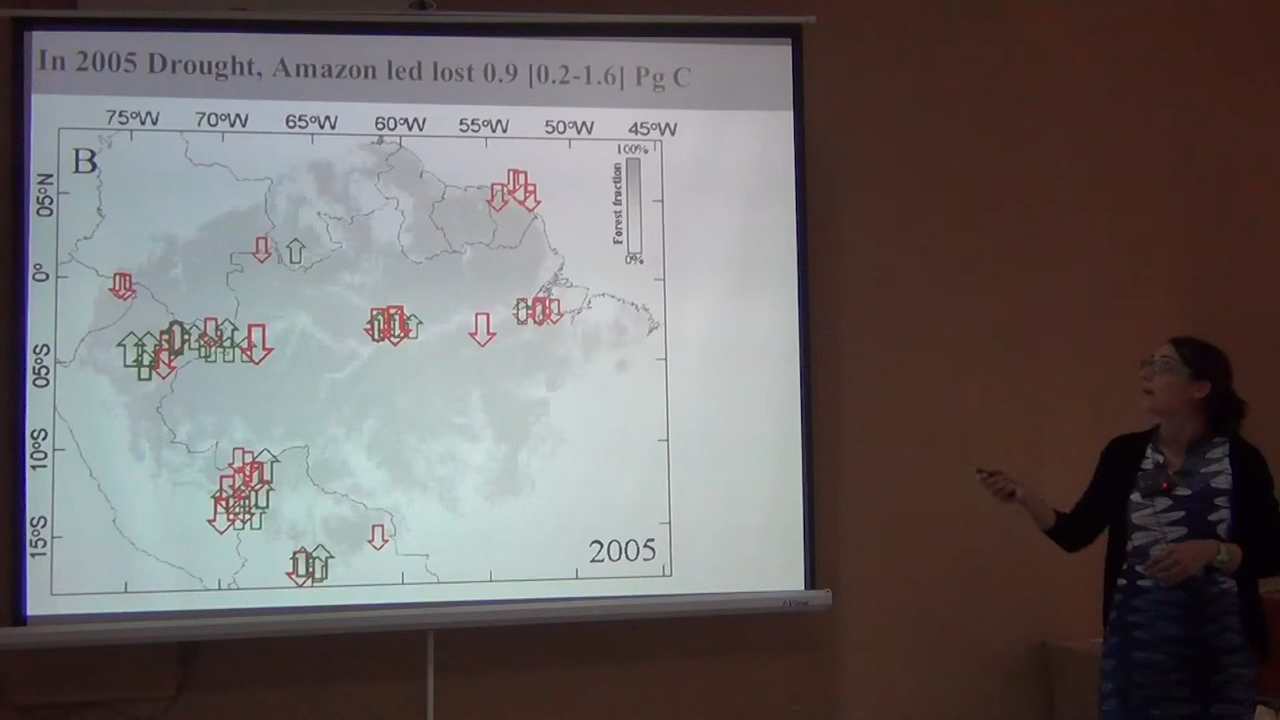 In 2005 Drought, Amazon led lost 0.9 [0.2-1.6] Pg C
75°W 70°W 65°W 60°W 55°W 50°W 45°W
B
100%
Forest fraction
0%
05°N
0°
05°S
10°S
15°S
2005